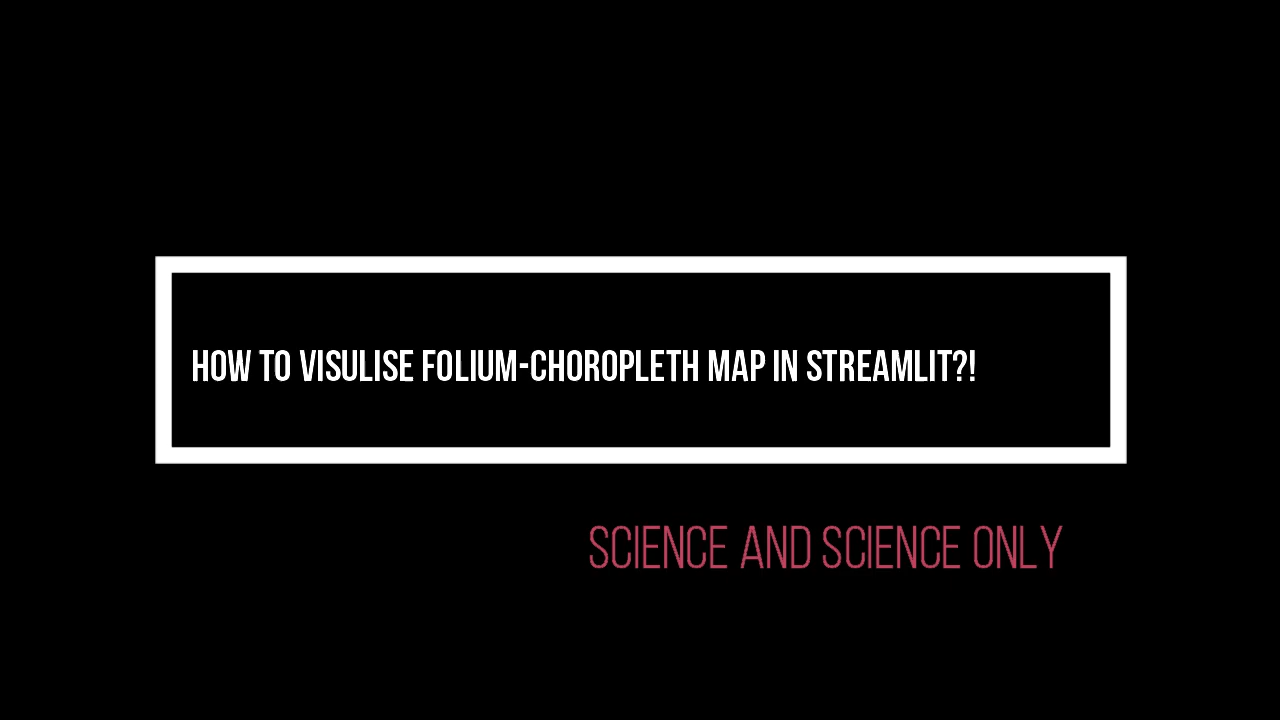 HOW TO VISULISE FOLIUM-CHOROPLETH MAP IN STREAMLIT?!
SCIENCE AND SCIENCE ONLY